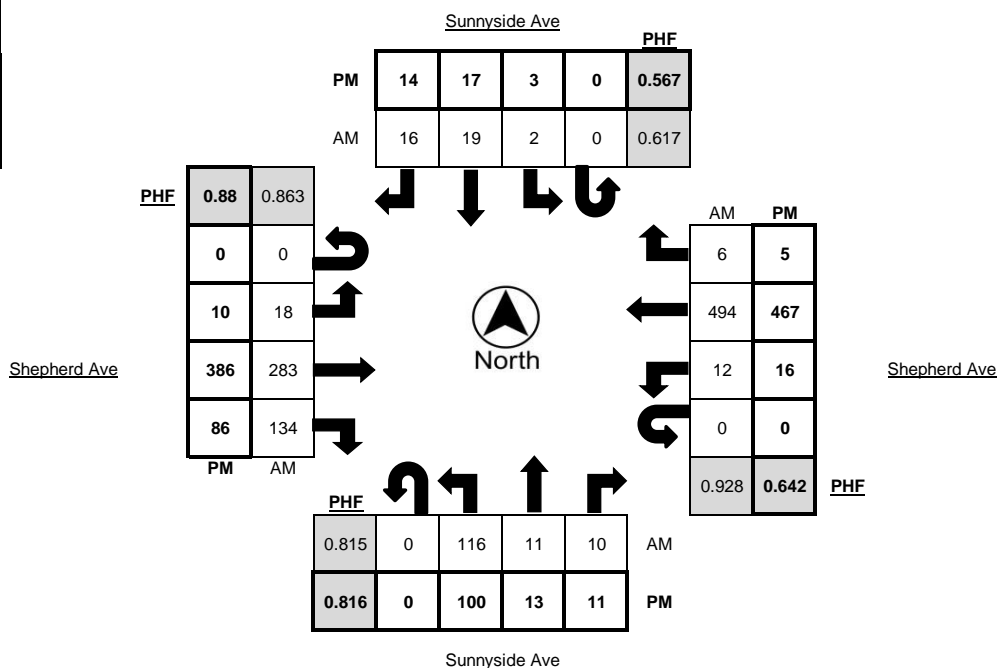 Sunnyside Ave
PHF
PM 14 17 3 0 0.567
AM 16 19 2 0 0.617
PHF 0.88 0.863
0 0
10 18
Shepherd Ave 386 283
86 134
PM AM
North
AM PM
6 5
494 467
12 16 Shepherd Ave
0 0
0.928 0.642 PHF
PHF
0.815 0 116 11 10 AM
0.816 0 100 13 11 PM
Sunnyside Ave